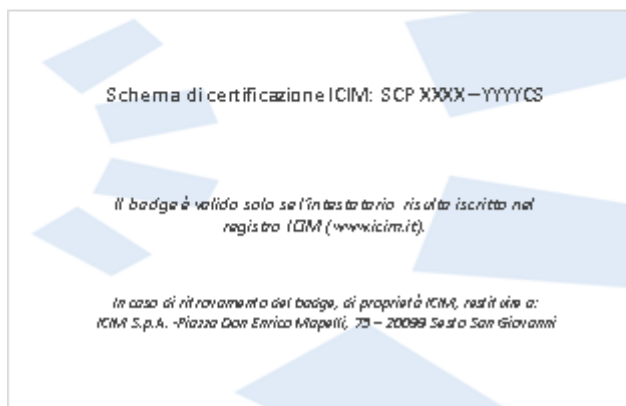 Schema di certificazione ICIM: SCP XXXX – YYYYCS
Il badge è valido solo se l'intestatario risulta iscritto nel
registro ICIM (www.icim.it).
In caso di ritrovamento del badge, di proprietà ICIM, restituire a:
ICIM S.p.A. -Piazza Don Enrico Mapelli, 75 – 20099 Sesto San Giovanni